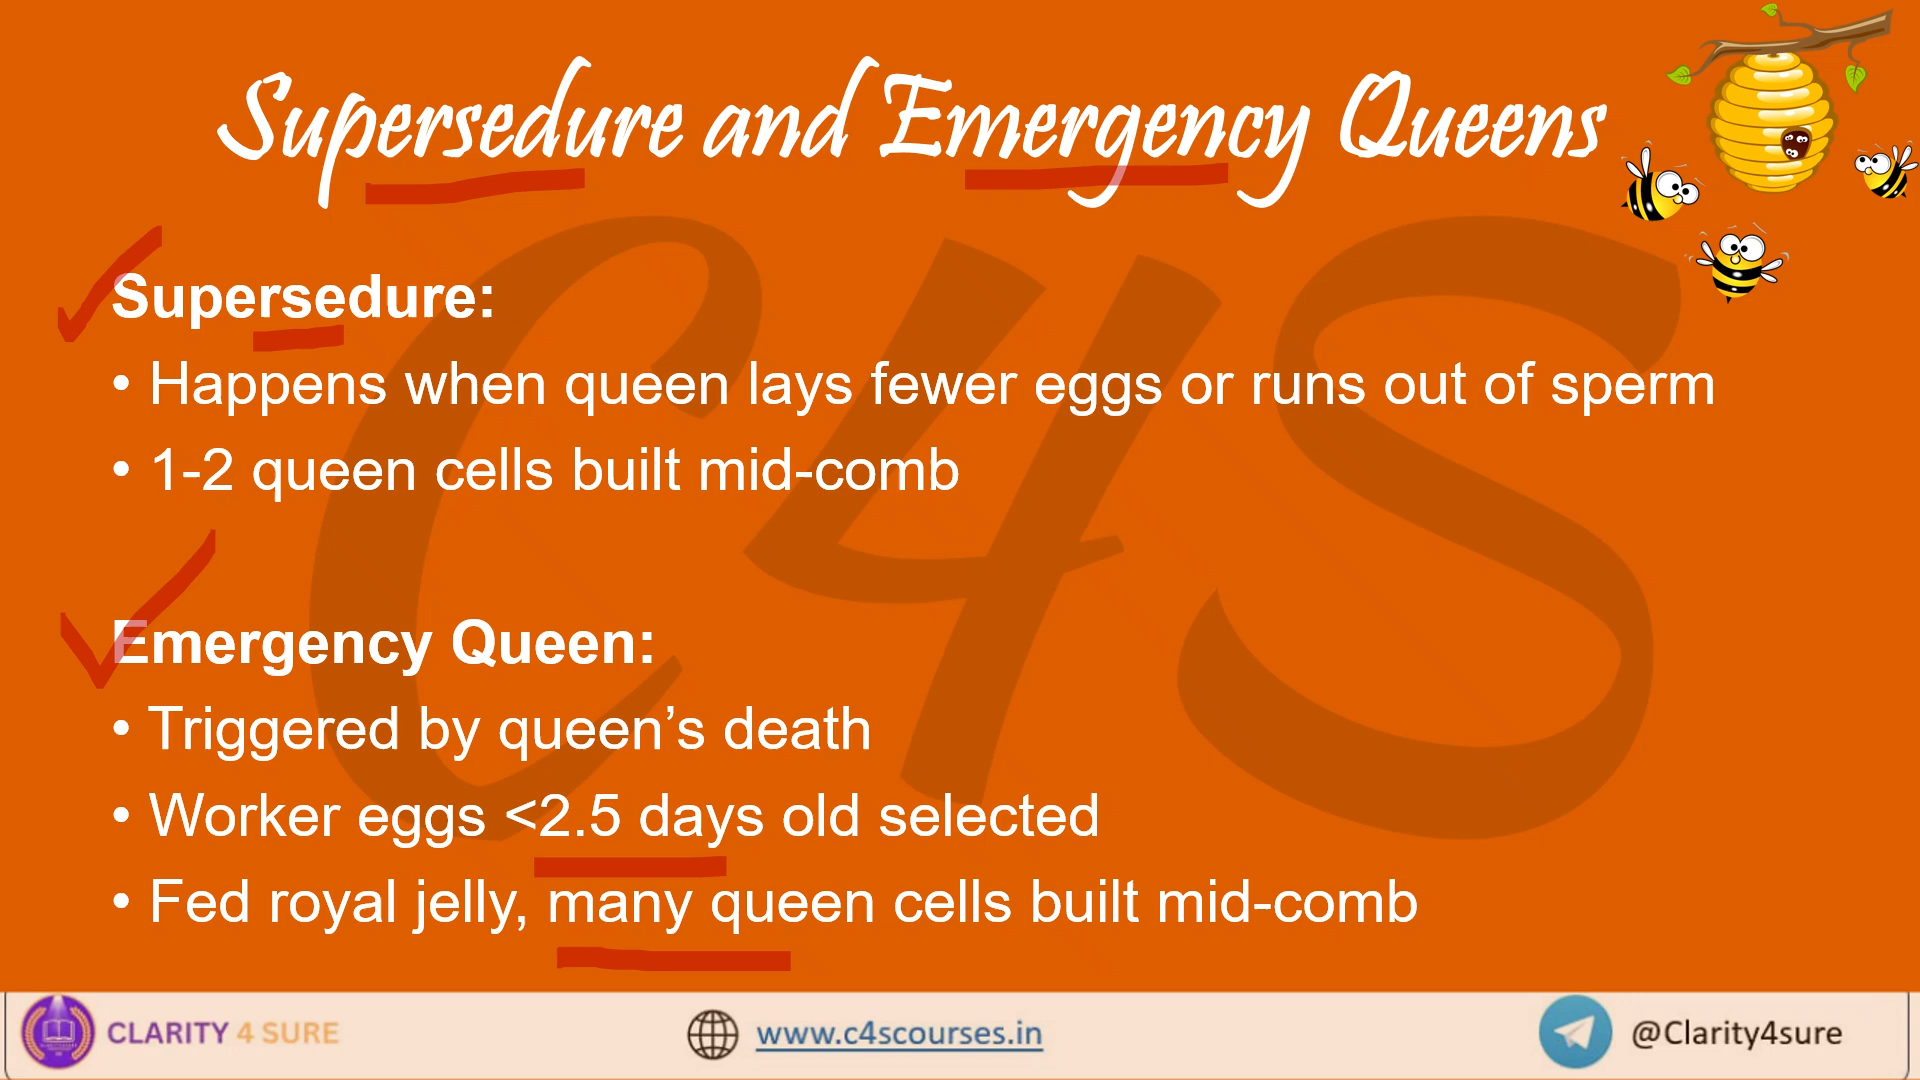 Supersedure and Emergency Queens
C4S
Supersedure:
• Happens when queen lays fewer eggs or runs out of sperm
• 1-2 queen cells built mid-comb
Emergency Queen:
• Triggered by queen’s death
• Worker eggs <2.5 days old selected
• Fed royal jelly, many queen cells built mid-comb
CLARITY 4 SURE
www.c4scourses.in
@Clarity4sure